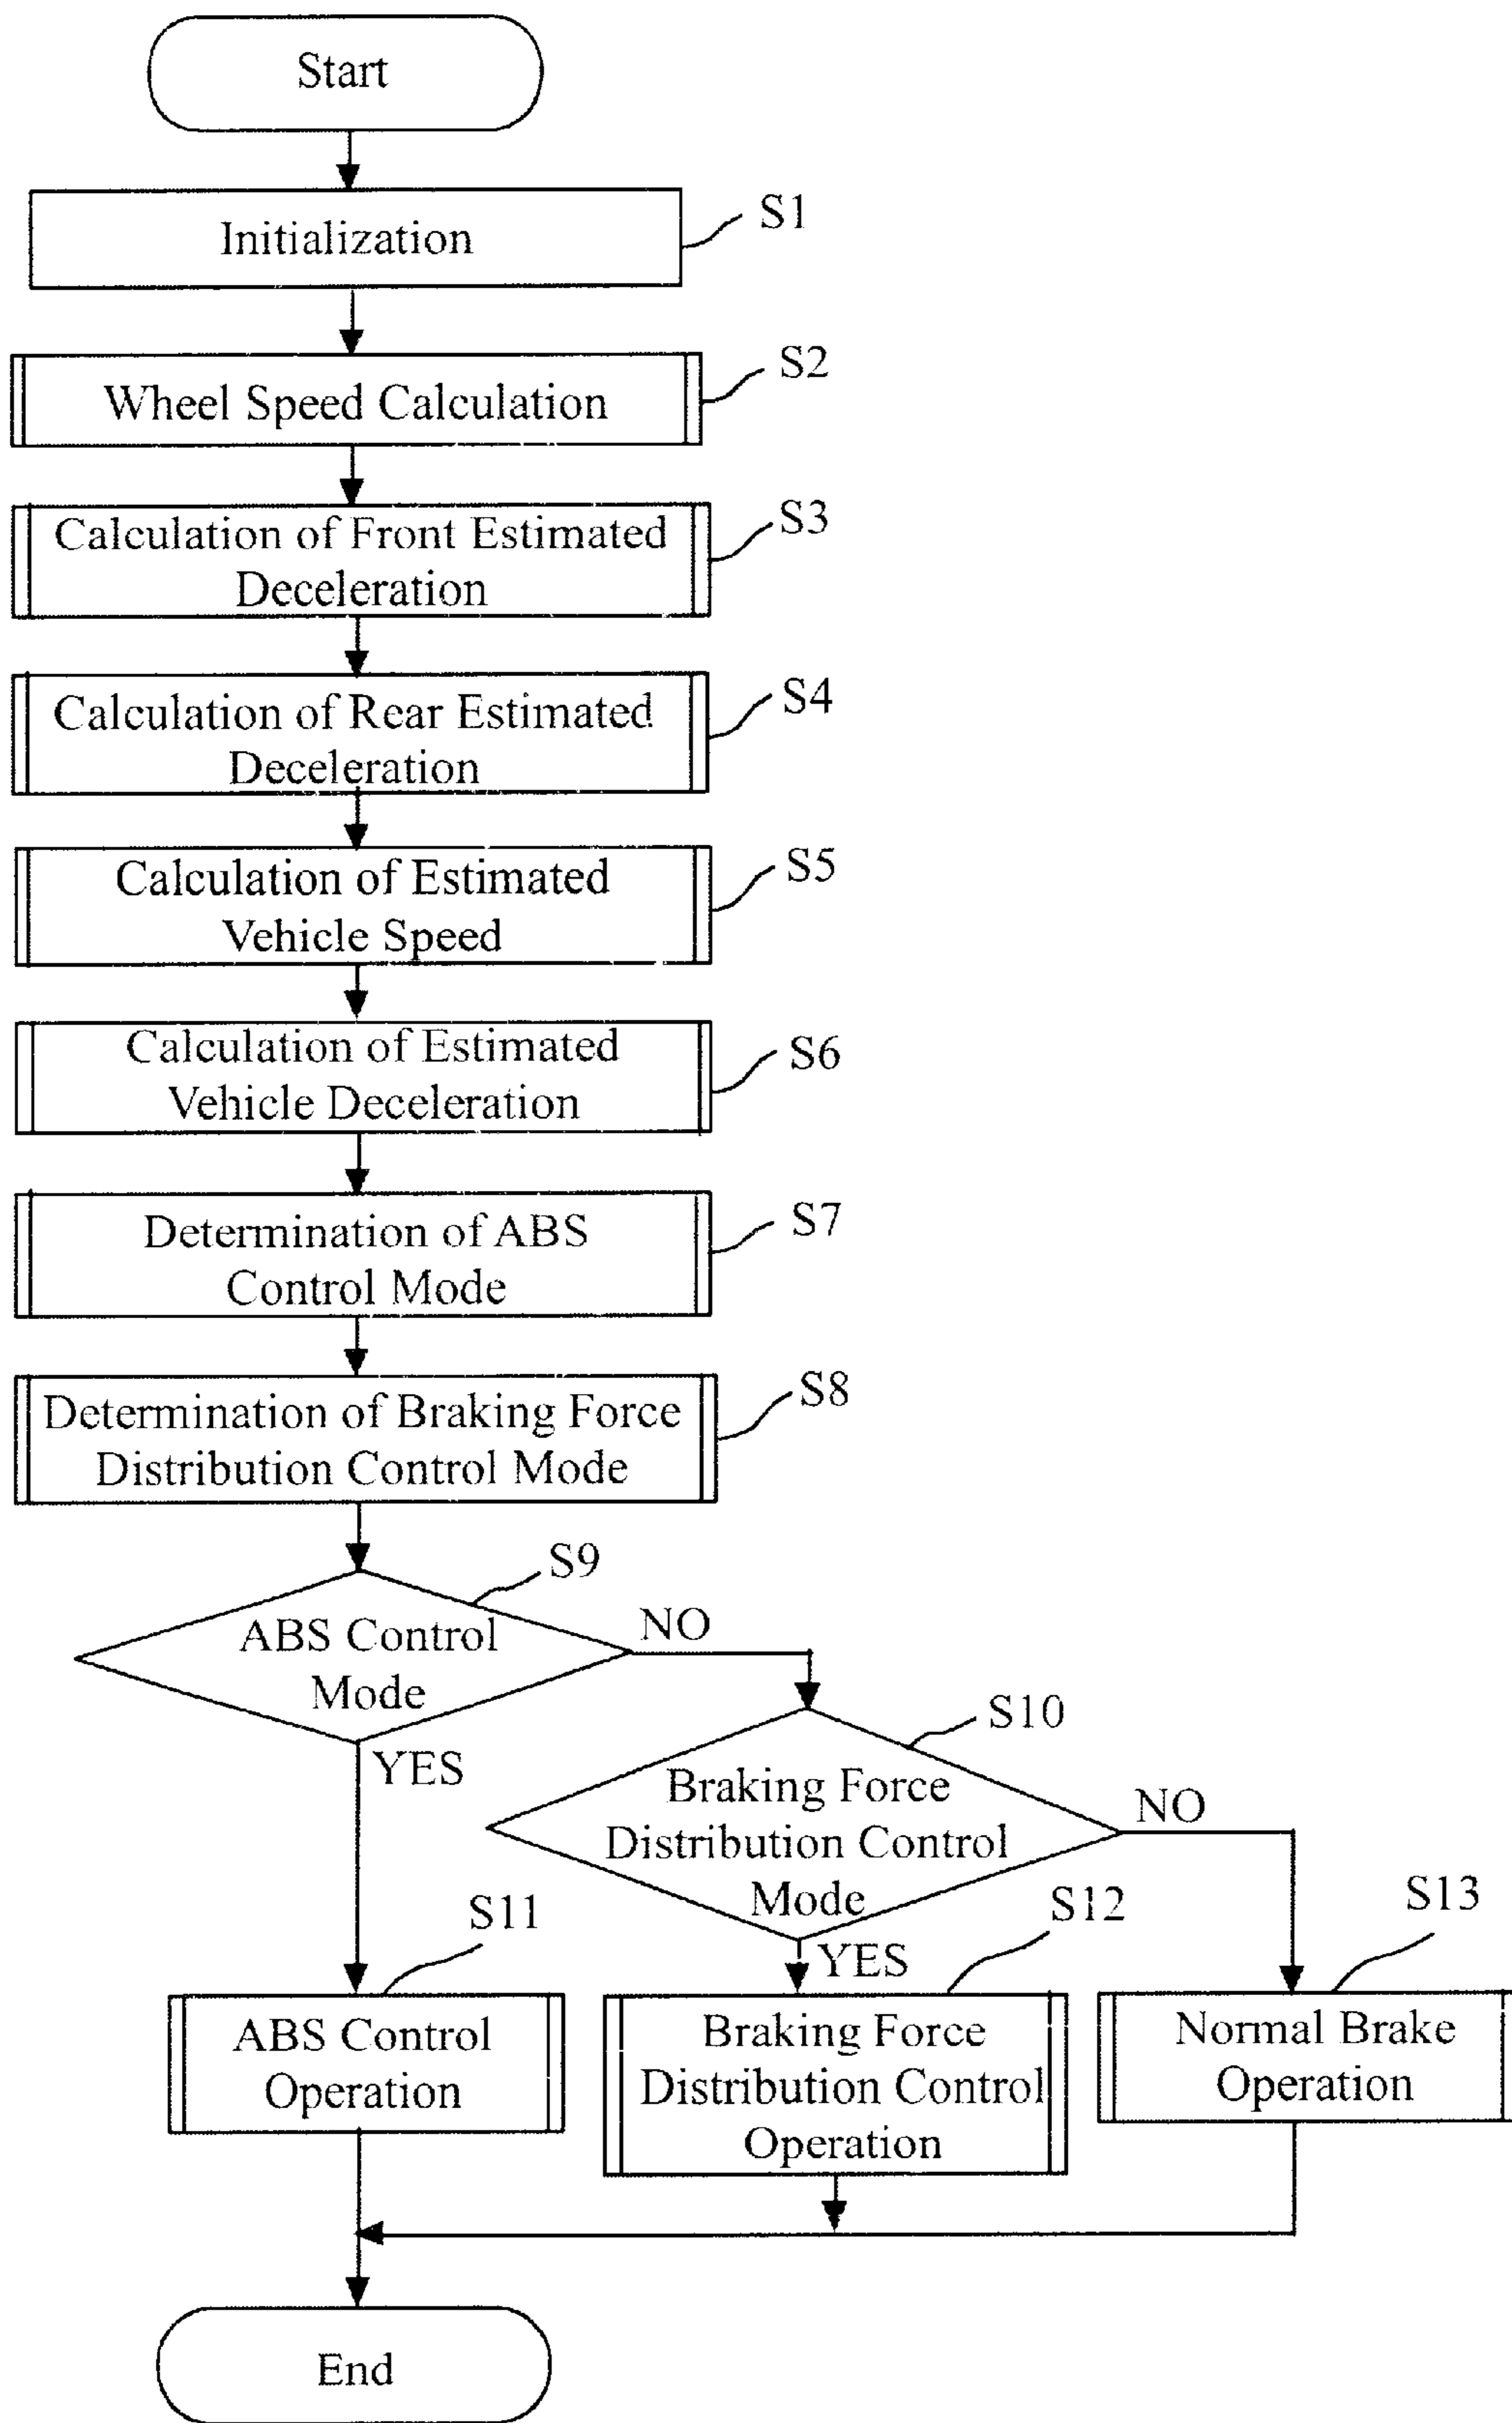 Start
Initialization
S1
Wheel Speed Calculation
S2
Calculation of Front Estimated
Deceleration
S3
Calculation of Rear Estimated
Deceleration
S4
Calculation of Estimated
Vehicle Speed
S5
Calculation of Estimated
Vehicle Deceleration
S6
Determination of ABS
Control Mode
S7
Determination of Braking Force
Distribution Control Mode
S8
ABS Control
Mode
S9
NO
YES
Braking Force
Distribution Control
Mode
S10
NO
YES
S11
ABS Control
Operation
S12
Braking Force
Distribution Control
Operation
S13
Normal Brake
Operation
End